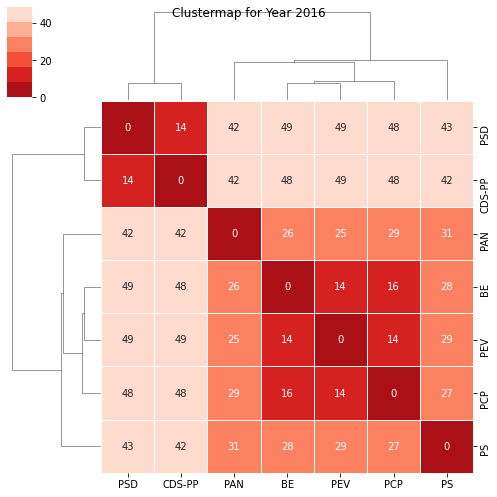 Clustermap for Year 2016
40
20
0
0 14 42 49 49 48 43 PSD
14 0 42 48 49 48 42 CDS-PP
42 42 0 26 25 29 31 PAN
49 48 26 0 14 16 28 BE
49 49 25 14 0 14 29 PEV
48 48 29 16 14 0 27 PCP
43 42 31 28 29 27 0 PS
PSD CDS-PP PAN BE PEV PCP PS